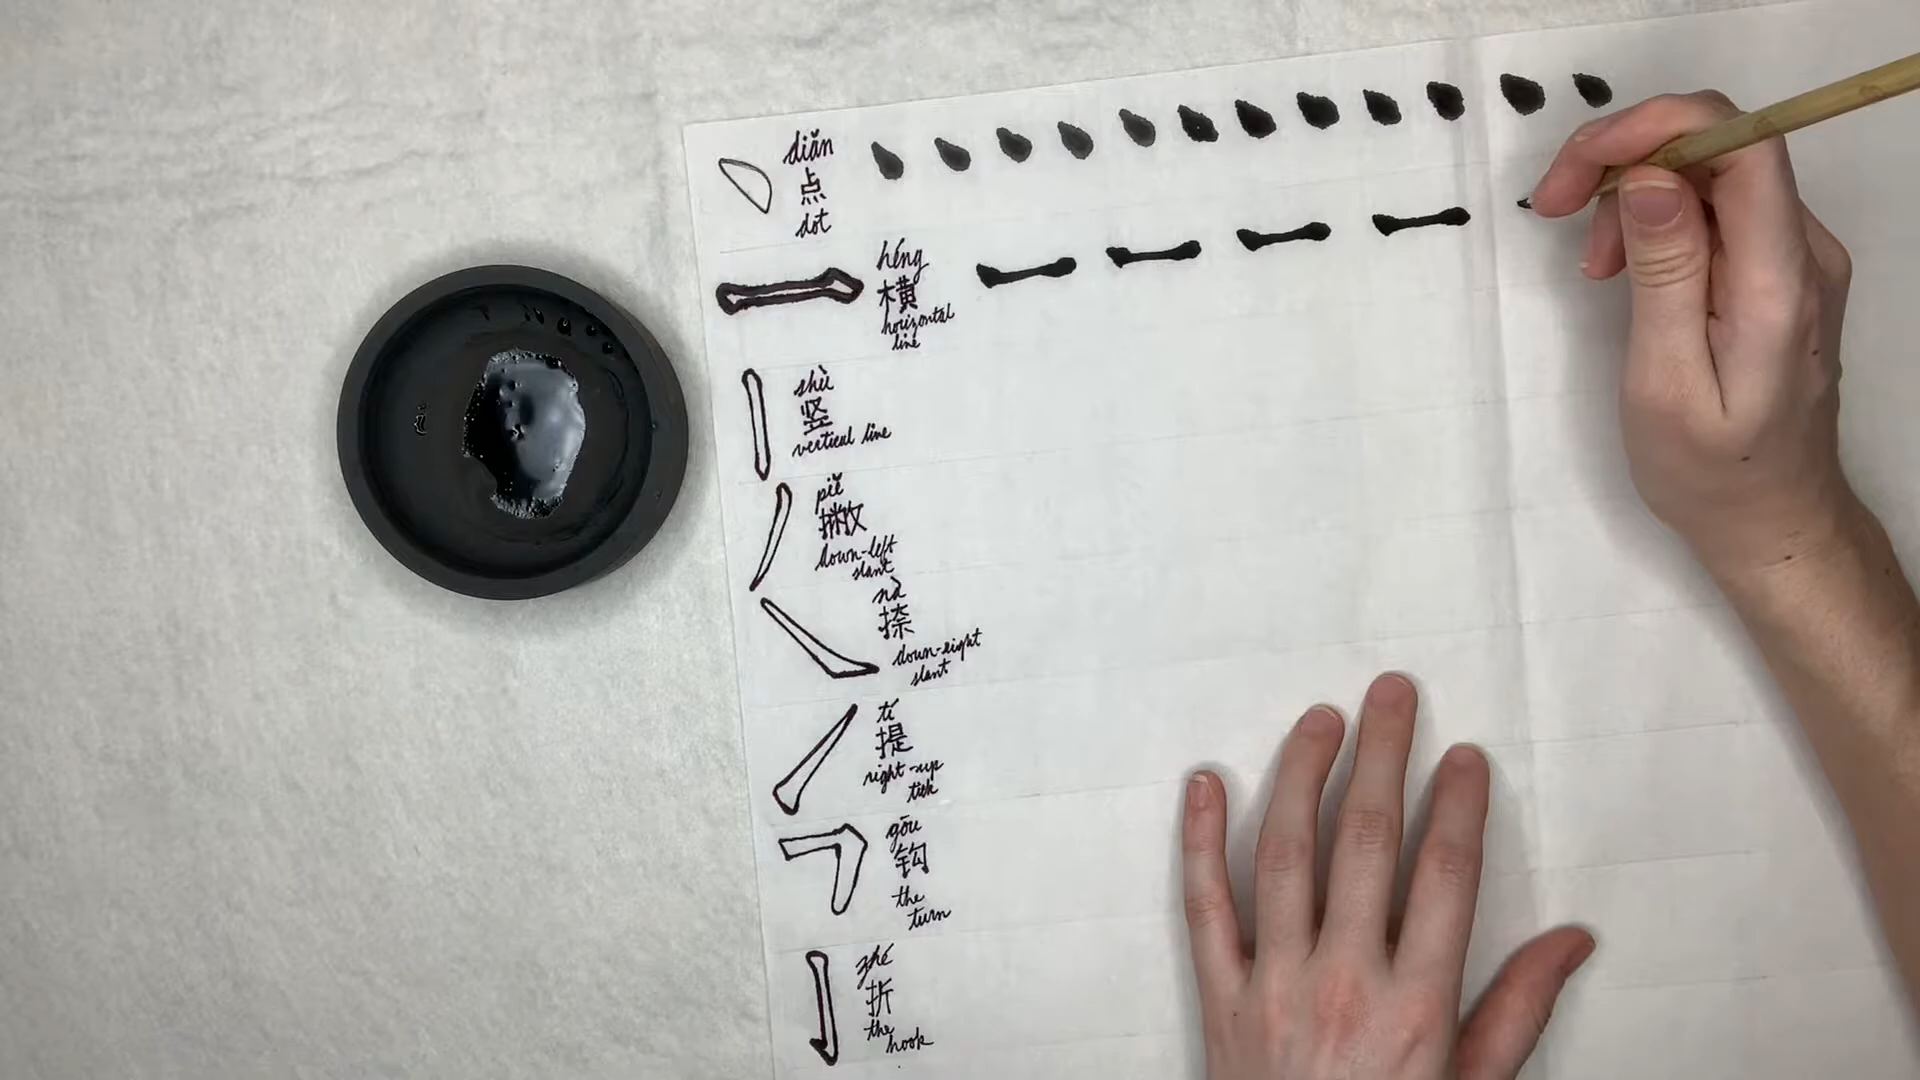 diǎn
点
dot
héng
横
horizontal
line
shù
竖
vertical line
piě
撇
down-left
slant
nà
捺
down-right
slant
tí
提
right-up
tick
gōu
钩
the
turn
zhé
折
the
hook